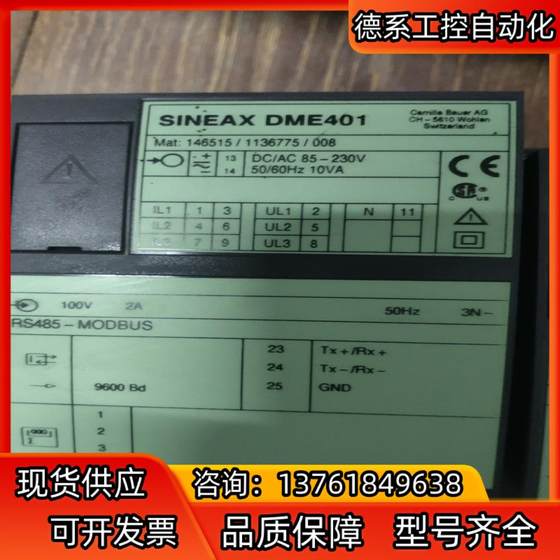 德系工控自动化
SINEAX DME401
Camille Bauer AG
CH-5610 Wohlen
Switzerland
Mat: 146515 / 1136775 / 008
13 DC/AC 85-230V
14 50/60Hz 10VA
IL1 1 3 UL1 2 N 11
IL2 4 6 UL2 5
IL3 7 9 UL3 8
100V 2A 50Hz 3N~
RS485-MODBUS
23 Tx+/Rx+
24 Tx-/Rx-
9600 Bd 25 GND
1
2
3
现货供应 咨询：13761849638
可开发票 品质保障 型号齐全